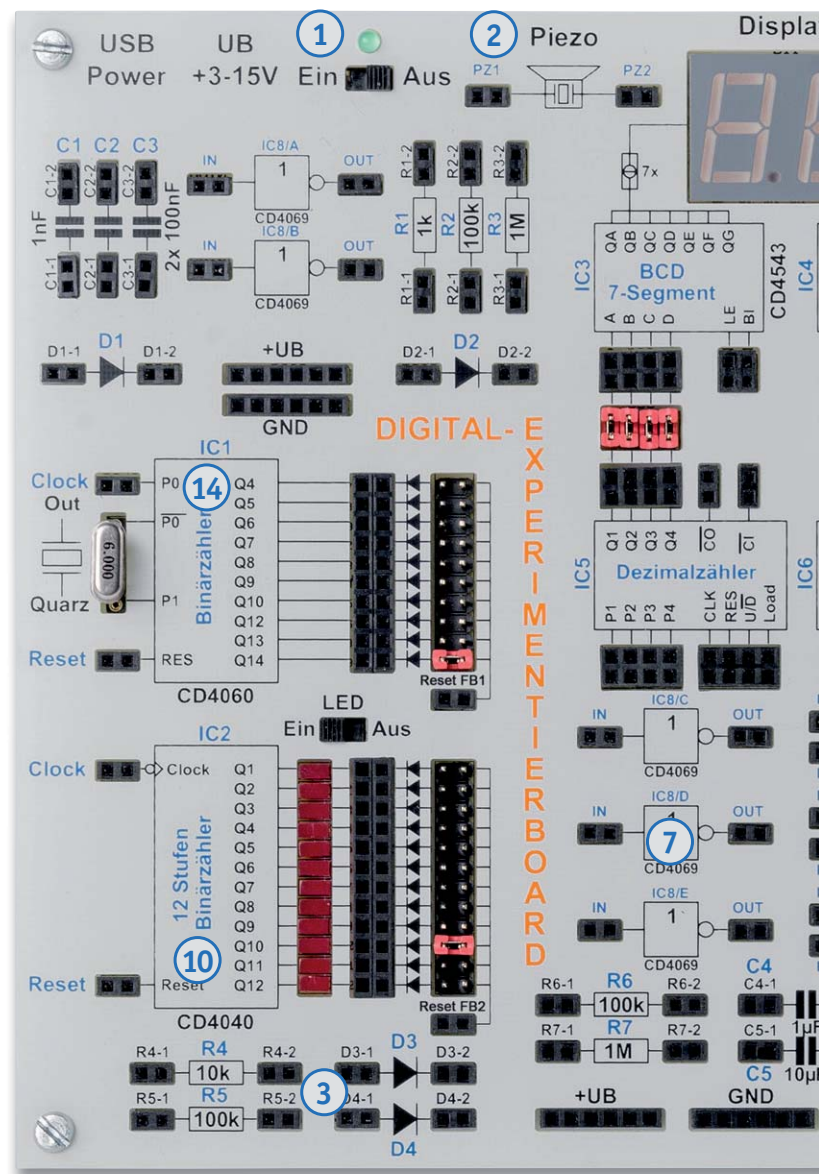 1
2
USB Power
UB +3-15V
Ein
Aus
Piezo
PZ1
PZ2
C1
C2
C3
C1-2
C2-2
C3-2
1nF
2x 100nF
C1-1
C2-1
C3-1
IC8/A
IN
1
OUT
CD4069
IC8/B
IN
1
OUT
CD4069
R1-2
R2-2
R3-2
R1
1k
R2
100k
R3
1M
R1-1
R2-1
R3-1
7x
QA
QB
QC
QD
QE
QF
QG
IC3
BCD
7-Segment
CD4543
IC4
A
B
C
D
LE
BI
D1-1
D1
D1-2
+UB
GND
D2-1
D2
D2-2
DIGITAL-EXPERIMENTIERBOARD
IC1
Clock
Out
Quarz
6.000
Reset
P0
P0
P1
RES
14
Binärzähler
Q4
Q5
Q6
Q7
Q8
Q9
Q10
Q12
Q13
Q14
CD4060
Reset FB1
LED
Ein
Aus
IC2
Clock
Clock
12 Stufen
Binärzähler
10
Reset
Reset
Q1
Q2
Q3
Q4
Q5
Q6
Q7
Q8
Q9
Q10
Q11
Q12
CD4040
Reset FB2
Q1
Q2
Q3
Q4
CO
CI
IC5
Dezimalzähler
IC6
P1
P2
P3
P4
CLK
RES
U/D
Load
IC8/C
IN
1
OUT
CD4069
IC8/D
IN
7
OUT
CD4069
IC8/E
IN
1
OUT
CD4069
R4-1
R4
R4-2
10k
R5-1
R5
R5-2
100k
3
D3-1
D3
D3-2
D4-1
D4
D4-2
R6-1
R6
R6-2
100k
R7-1
R7
R7-2
1M
C4
C4-1
C5-1
C5
+UB
GND